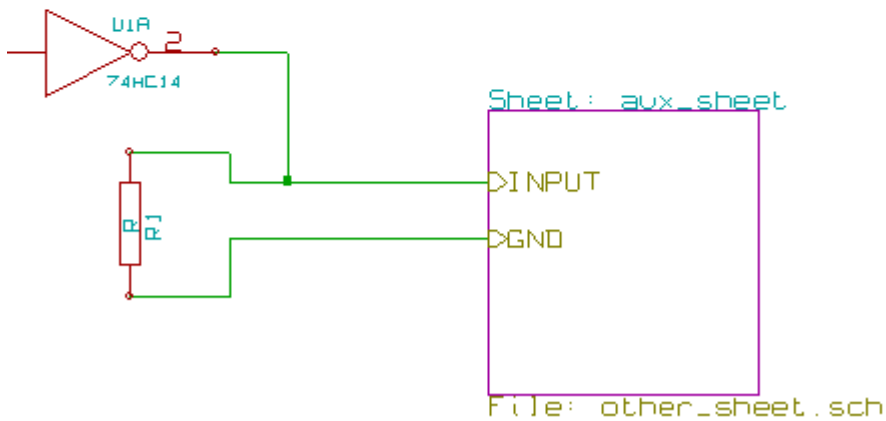 U1A
2
74HC14
Sheet: aux_sheet
INPUT
R
R1
GND
File: other_sheet.sch